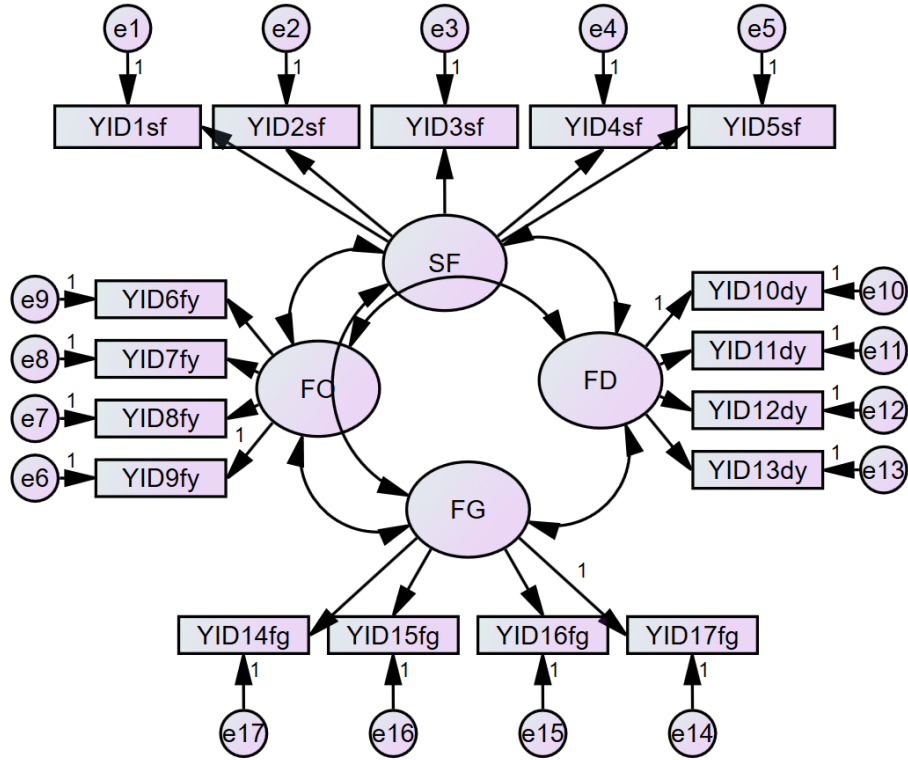 e1 e2 e3 e4 e5
1 1 1 1 1
YID1sf YID2sf YID3sf YID4sf YID5sf
SF
e9 1 YID6fy
e8 1 YID7fy
e7 1 YID8fy
e6 1 YID9fy
1
FO
FD
1
YID10dy 1 e10
YID11dy 1 e11
YID12dy 1 e12
YID13dy 1 e13
FG
1
YID14fg YID15fg YID16fg YID17fg
1 1 1 1
e17 e16 e15 e14